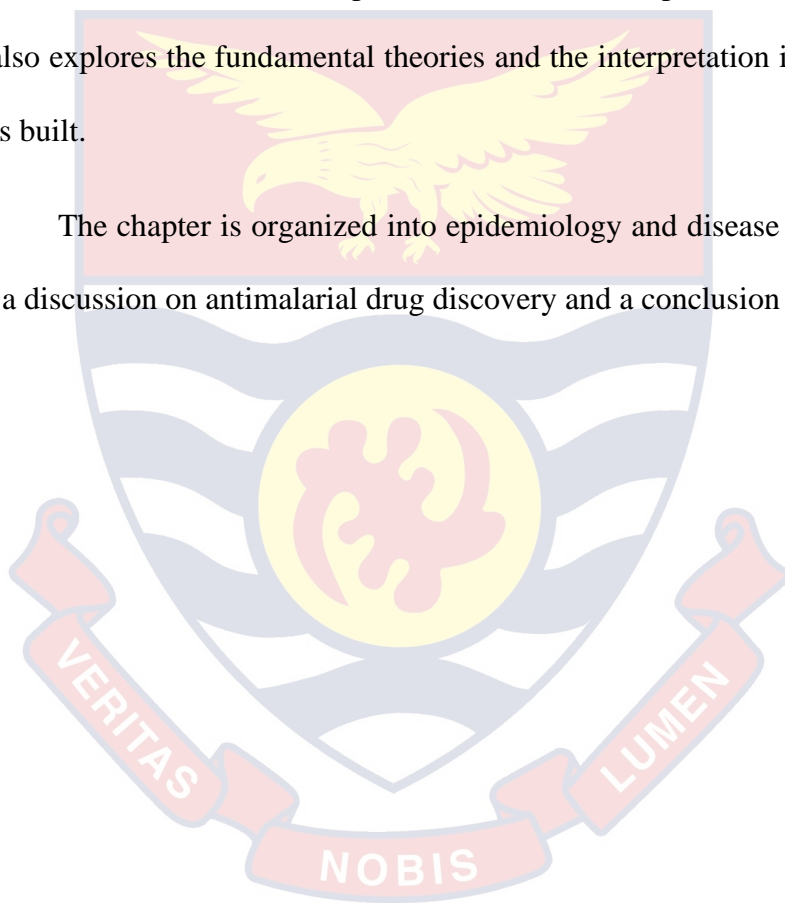 also explores the fundamental theories and the interpretation i
s built.
The chapter is organized into epidemiology and disease
a discussion on antimalarial drug discovery and a conclusion
VERITAS
NOBIS
LUMEN